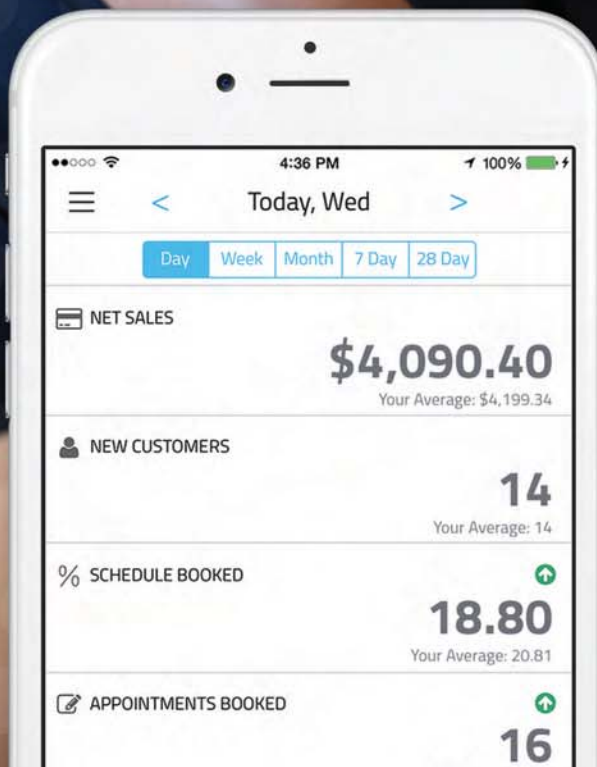 4:36 PM 100%
< Today, Wed >
Day Week Month 7 Day 28 Day
NET SALES
$4,090.40
Your Average: $4,199.34
NEW CUSTOMERS
14
Your Average: 14
% SCHEDULE BOOKED
18.80
Your Average: 20.81
APPOINTMENTS BOOKED
16